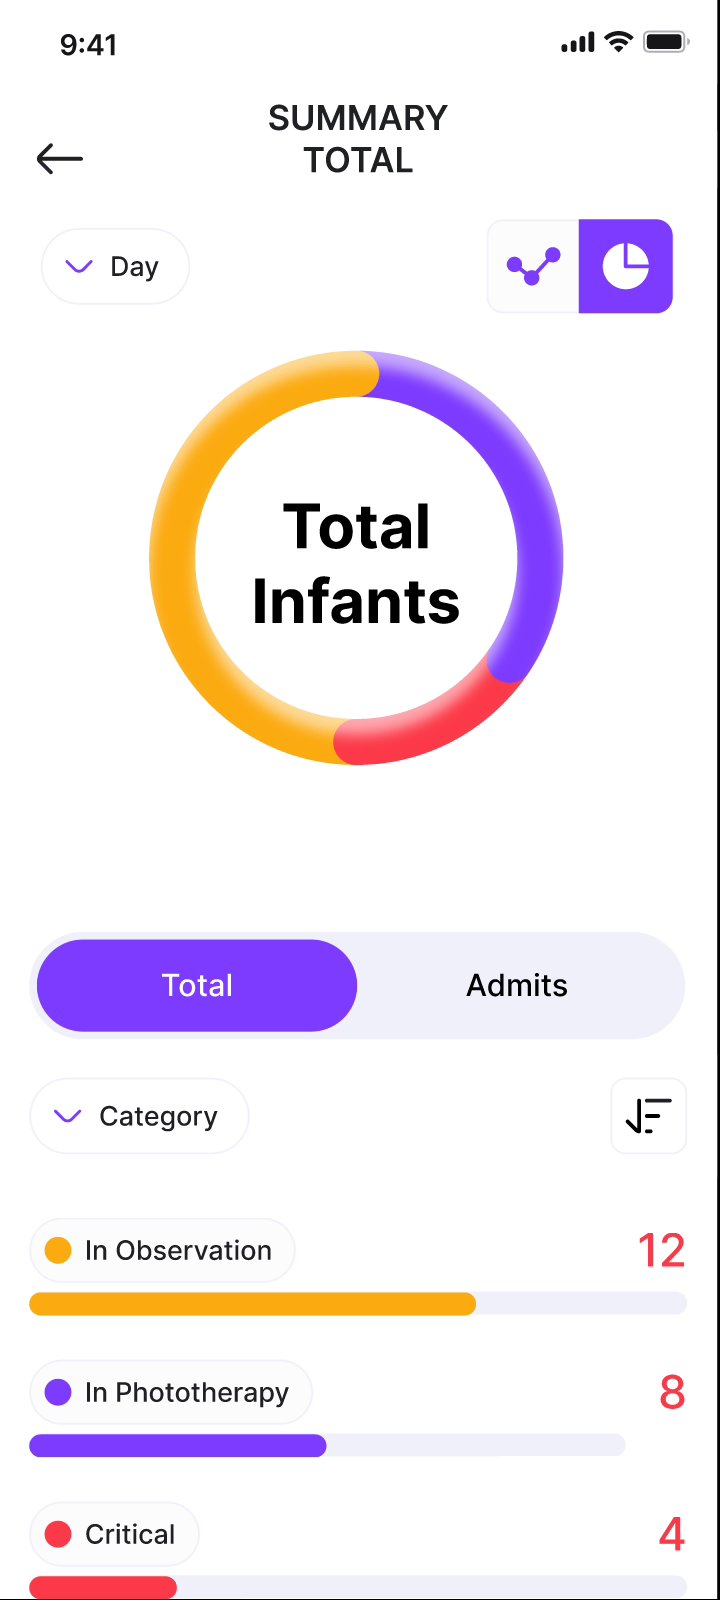 9:41
SUMMARY
TOTAL
Day
Total
Infants
Total
Admits
Category
In Observation
12
In Phototherapy
8
Critical
4